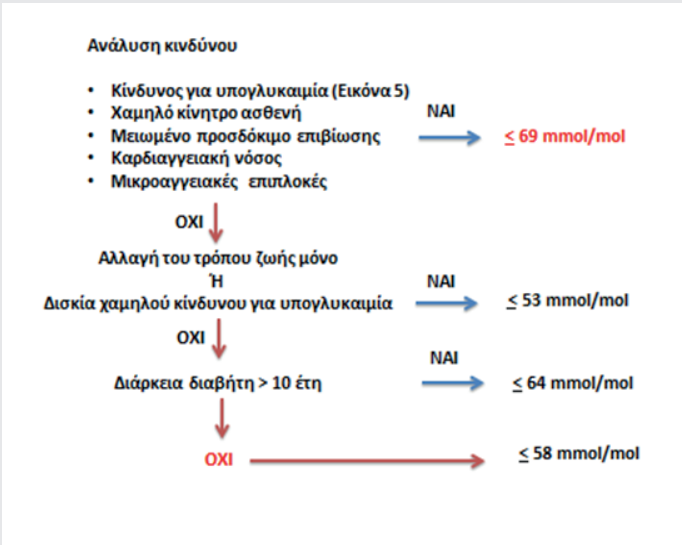 Ανάλυση κινδύνου
• Κίνδυνος για υπογλυκαιμία (Εικόνα 5)
• Χαμηλό κίνητρο ασθενή
• Μειωμένο προσδόκιμο επιβίωσης
• Καρδιαγγειακή νόσος
• Μικροαγγειακές επιπλοκές
ΝΑΙ
≤ 69 mmol/mol
ΟΧΙ
Αλλαγή του τρόπου ζωής μόνο
Ή
Δισκία χαμηλού κίνδυνου για υπογλυκαιμία
ΝΑΙ
≤ 53 mmol/mol
ΟΧΙ
Διάρκεια διαβήτη > 10 έτη
ΝΑΙ
≤ 64 mmol/mol
ΟΧΙ
≤ 58 mmol/mol